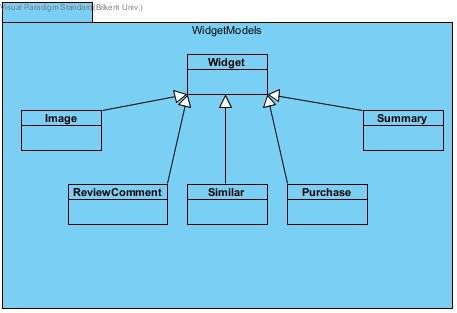 Visual Paradigm Standard(Bilkent Univ.)
WidgetModels
Widget
Image
Summary
ReviewComment
Similar
Purchase